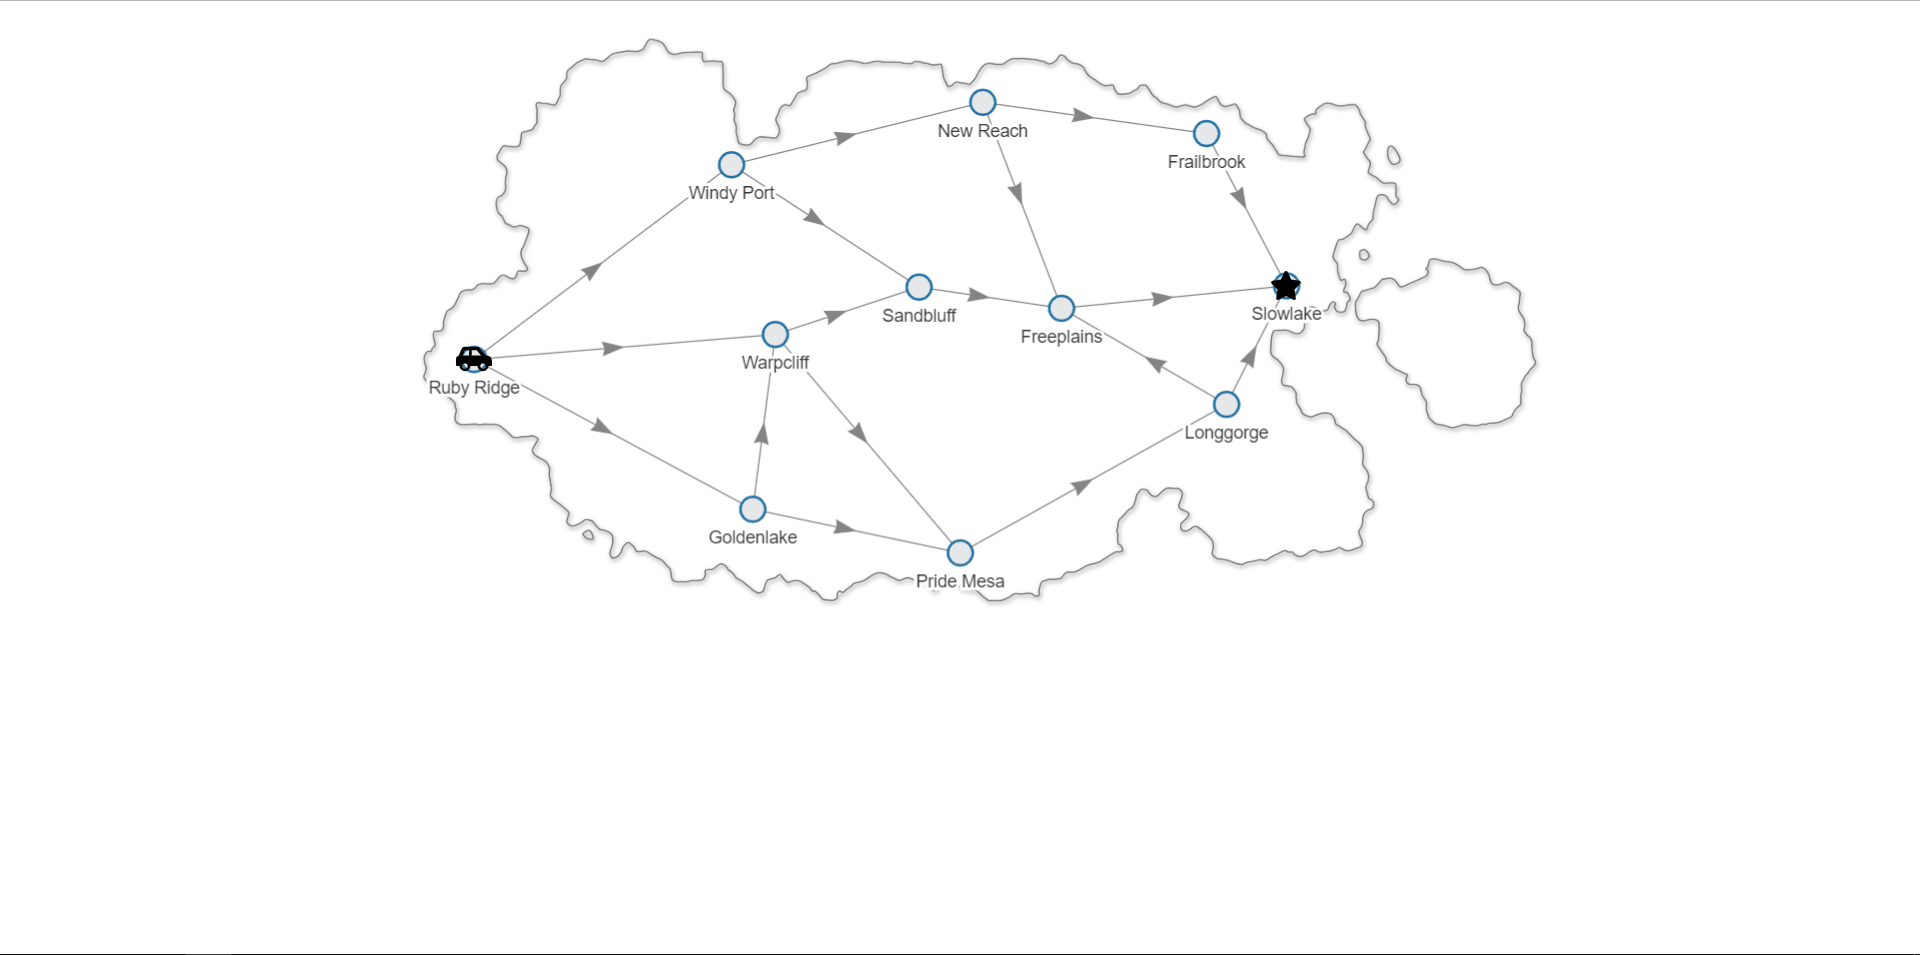 New Reach
Frailbrook
Windy Port
Sandbluff
Slowlake
Freeplains
Warpcliff
Ruby Ridge
Longgorge
Goldenlake
Pride Mesa